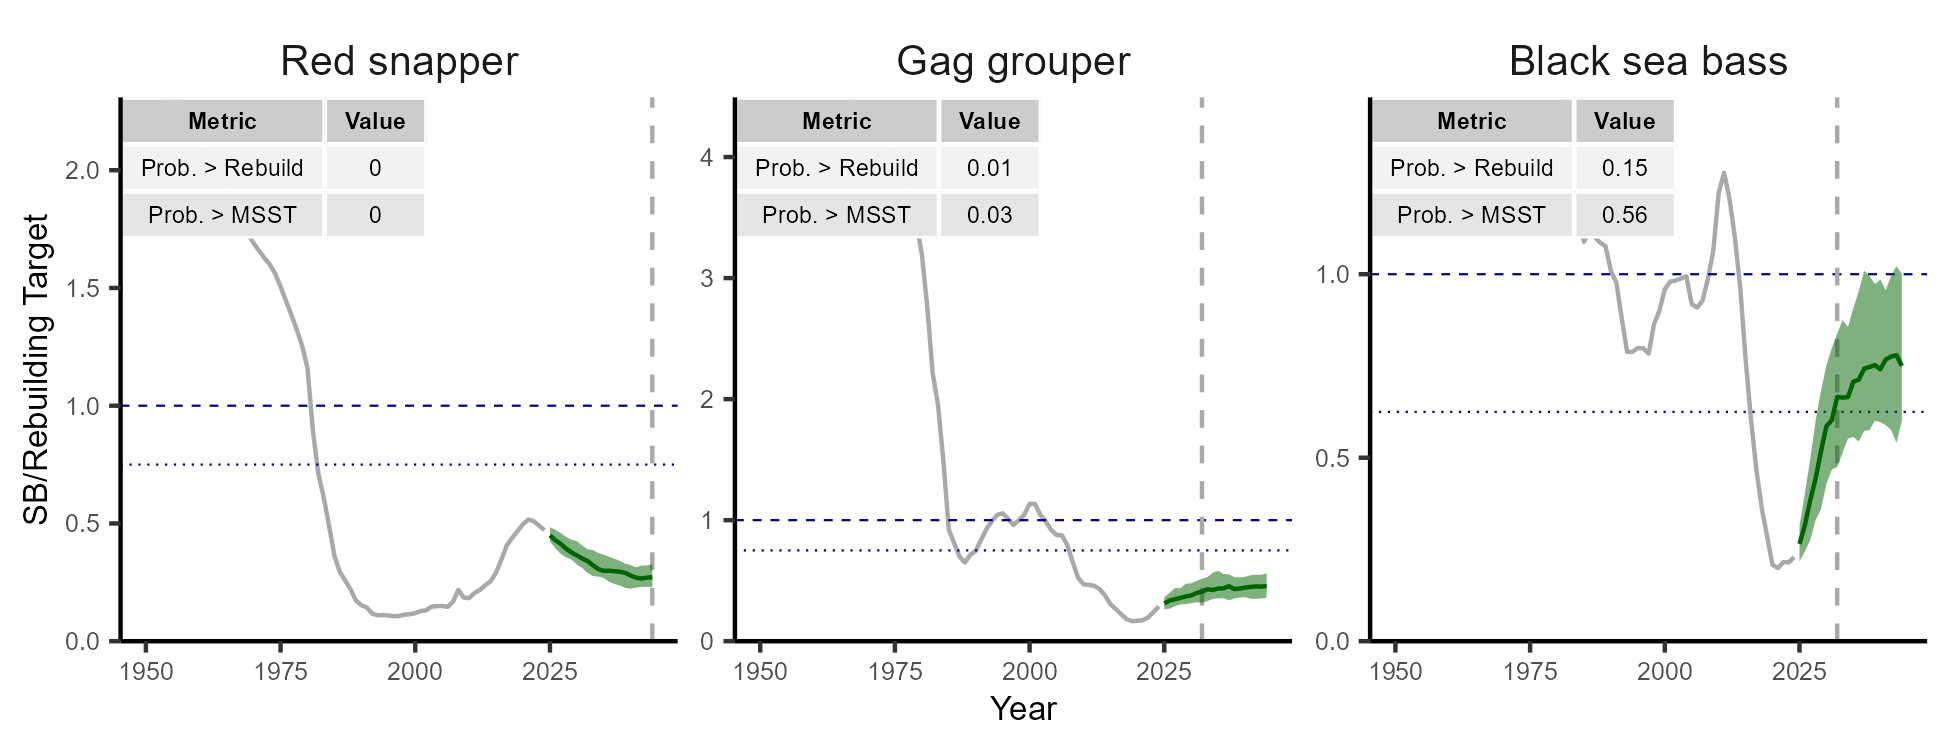 Red snapper
Gag grouper
Black sea bass
SB/Rebuilding Target
Metric Value
Prob. > Rebuild 0
Prob. > MSST 0
2.0
1.5
1.0
0.5
0.0
1950 1975 2000 2025
Metric Value
Prob. > Rebuild 0.01
Prob. > MSST 0.03
4
3
2
1
0
1950 1975 2000 2025
Metric Value
Prob. > Rebuild 0.15
Prob. > MSST 0.56
1.0
0.5
0.0
1950 1975 2000 2025
Year